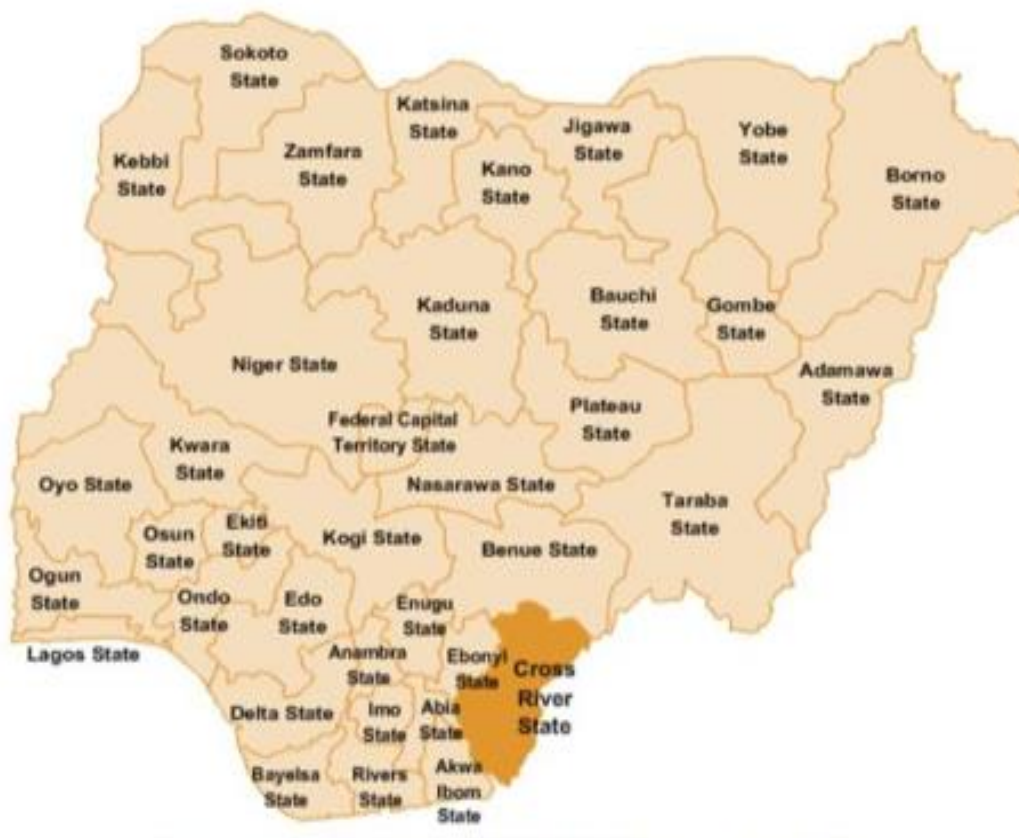 Sokoto
State
Katsina
State
Jigawa
State
Yobe
State
Kebbi
State
Zamfara
State
Kano
State
Borno
State
Kaduna
State
Bauchi
State
Gombe
State
Niger State
Adamawa
State
Federal Capital
Territory State
Plateau
State
Kwara
State
Oyo State
Nasarawa State
Taraba
State
Osun
State
Ekiti
State
Kogi State
Benue State
Ogun
State
Ondo
State
Edo
State
Enugu
State
Lagos State
Anambra
State
Ebonyi
State
Cross
River
State
Delta State
Imo
State
Abia
State
Bayelsa
State
Rivers
State
Akwa
Ibom
State